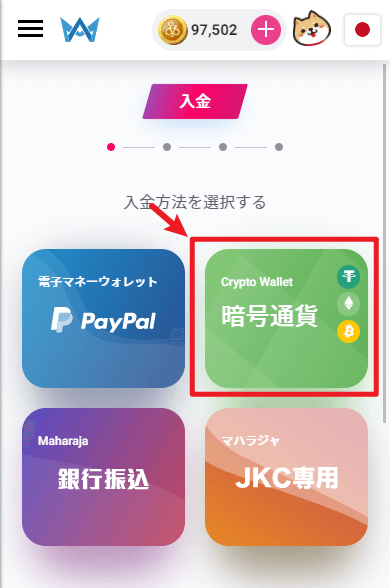 97,502
入金
入金方法を選択する
電子マネーウォレット
PayPal
Crypto Wallet
暗号通貨
Maharaja
銀行振込
マハラジャ
JKC専用